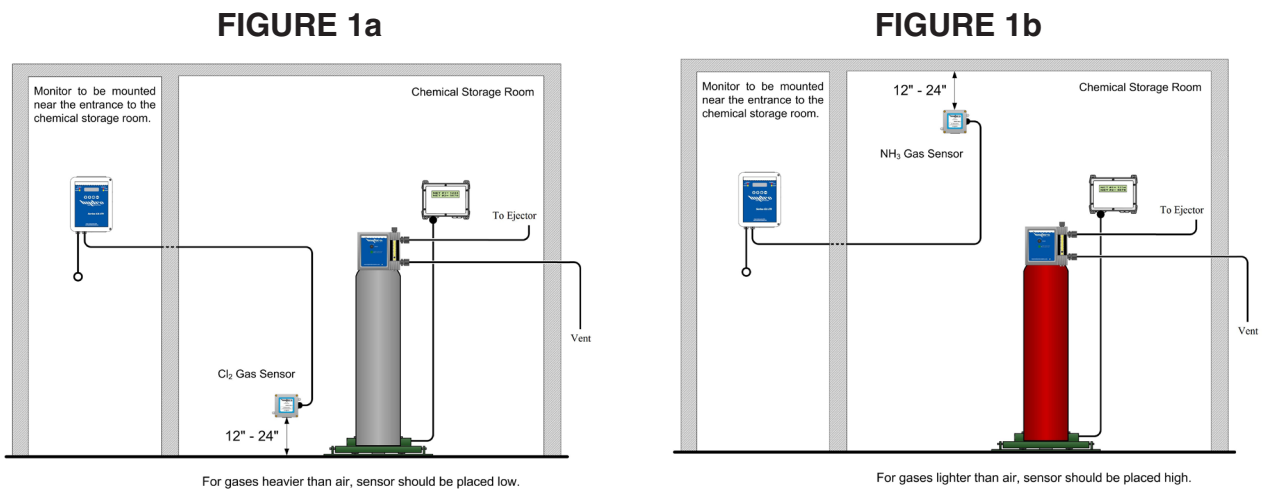 FIGURE 1a
Monitor to be mounted
near the entrance to the
chemical storage room.
Chemical Storage Room
To Ejector
Vent
Cl₂ Gas Sensor
12" - 24"
For gases heavier than air, sensor should be placed low.
FIGURE 1b
Monitor to be mounted
near the entrance to the
chemical storage room.
12" - 24"
Chemical Storage Room
NH₃ Gas Sensor
To Ejector
Vent
For gases lighter than air, sensor should be placed high.